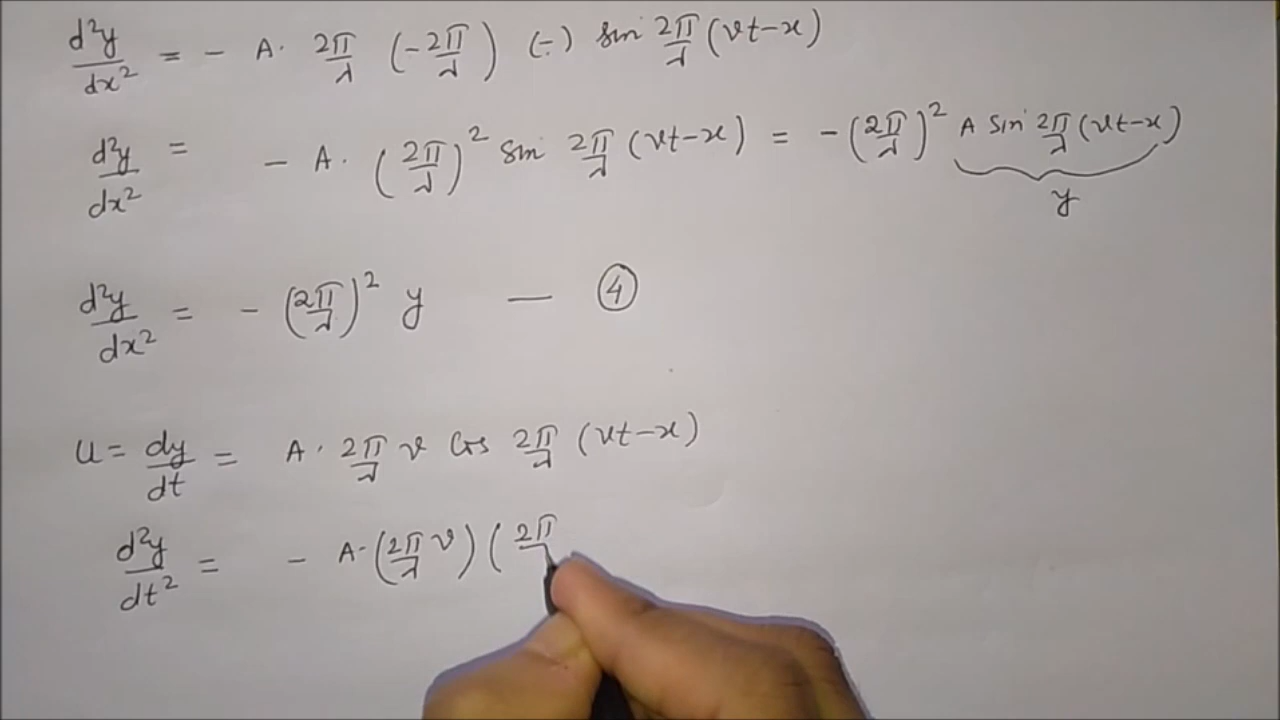 d²y/dx² = - A · 2π/λ (-2π/λ) (-) sin 2π/λ (vt-x)
d²y/dx² = - A · (2π/λ)² sin 2π/λ (vt-x) = -(2π/λ)² A sin 2π/λ (vt-x)
y
d²y/dx² = - (2π/λ)² y — ④
U = dy/dt = A · 2π/λ v Cos 2π/λ (vt-x)
d²y/dt² = - A · (2π/λ v) ( 2π